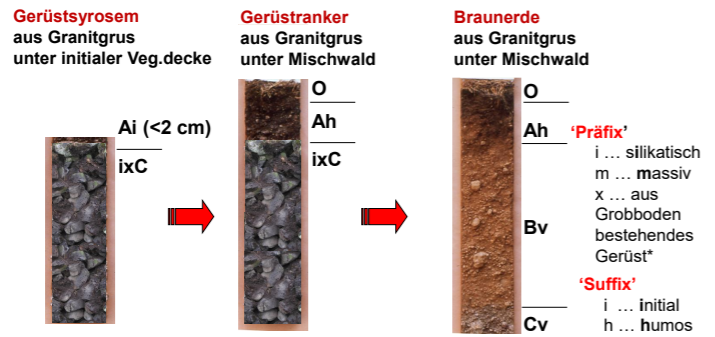 Gerüstsyrosem
aus Granitgrus
unter initialer Veg.decke
Ai (<2 cm)
ixC
Gerüstranker
aus Granitgrus
unter Mischwald
O
Ah
ixC
Braunerde
aus Granitgrus
unter Mischwald
O
Ah
Bv
Cv
‘Präfix’
i … silikatisch
m … massiv
x … aus
Grobboden
bestehendes
Gerüst*
‘Suffix’
i … initial
h … humos